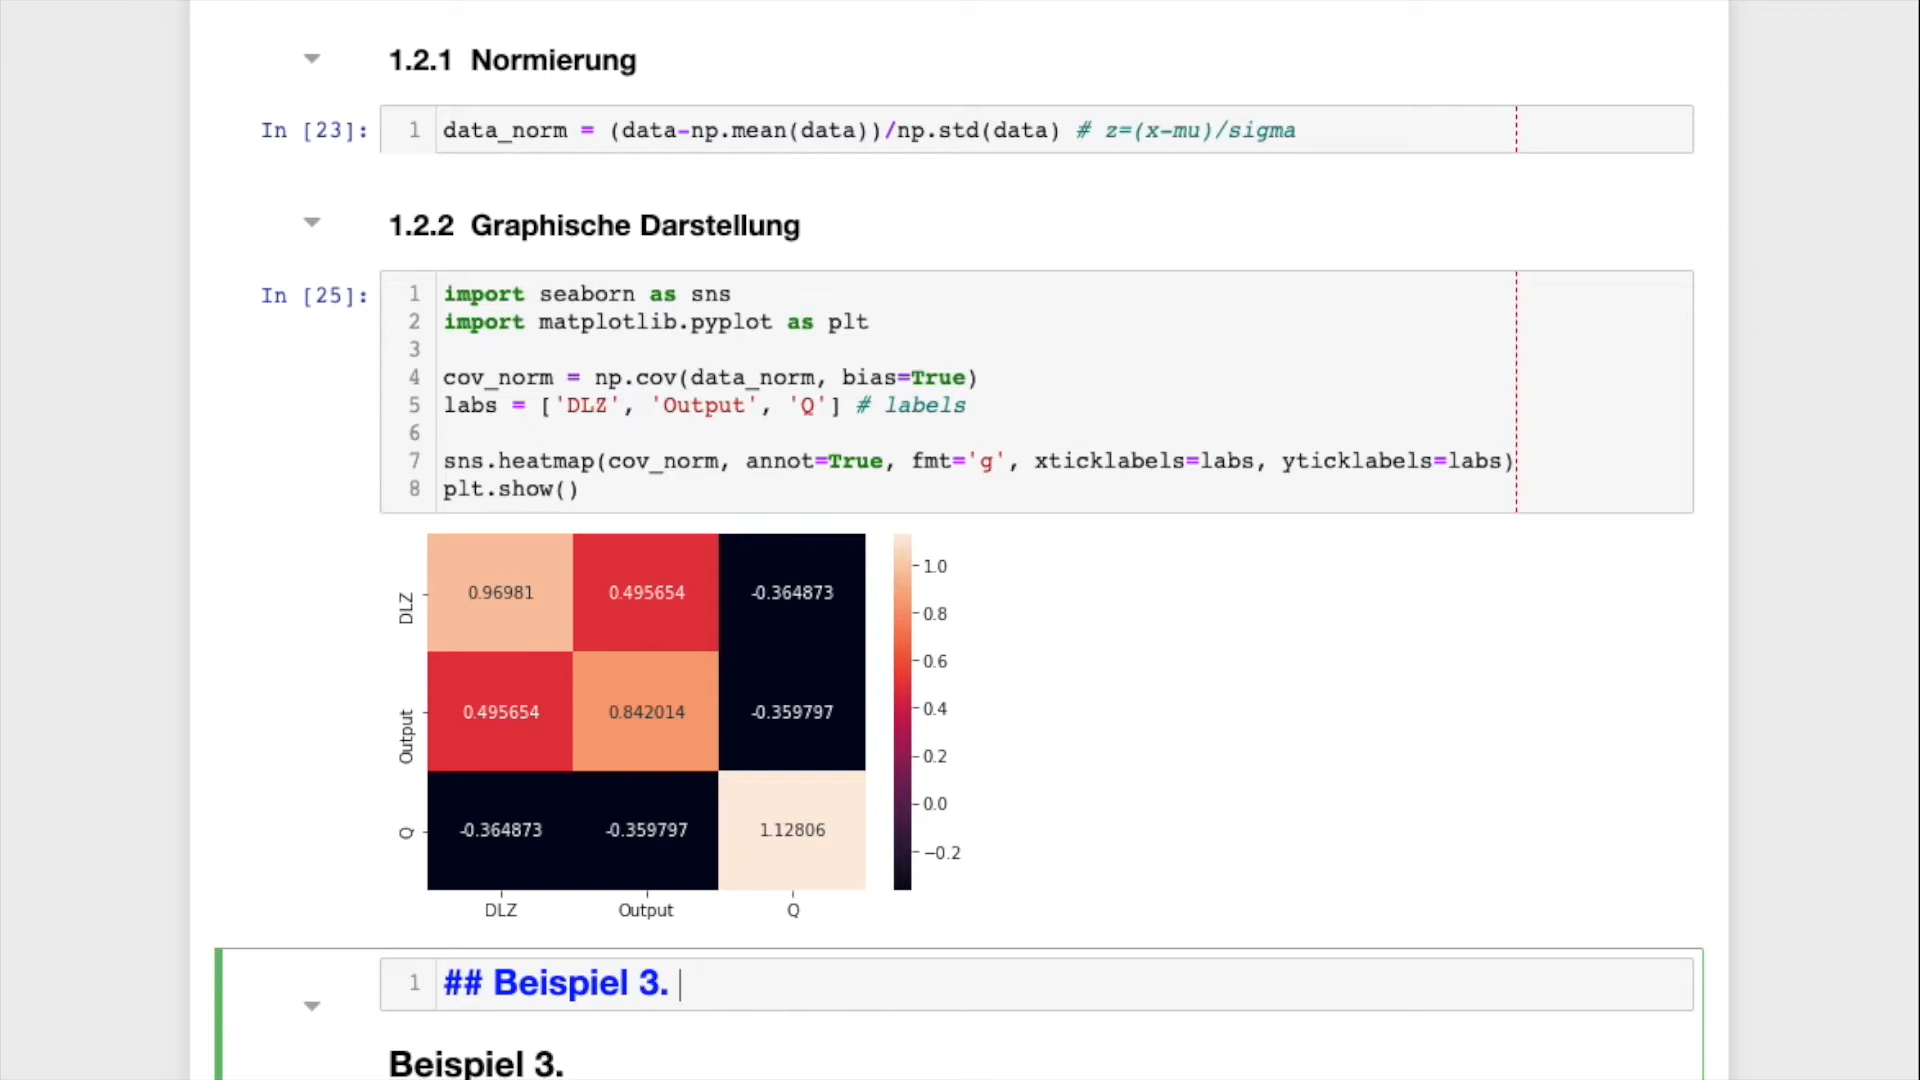 1.2.1 Normierung
In [23]:
1 data_norm = (data-np.mean(data))/np.std(data) # z=(x-mu)/sigma
1.2.2 Graphische Darstellung
In [25]:
1 import seaborn as sns
2 import matplotlib.pyplot as plt
3
4 cov_norm = np.cov(data_norm, bias=True)
5 labs = ['DLZ', 'Output', 'Q'] # labels
6
7 sns.heatmap(cov_norm, annot=True, fmt='g', xticklabels=labs, yticklabels=labs)
8 plt.show()
DLZ 0.96981 0.495654 -0.364873
Output 0.495654 0.842014 -0.359797
Q -0.364873 -0.359797 1.12806
DLZ Output Q
1.0
0.8
0.6
0.4
0.2
0.0
−0.2
1 ## Beispiel 3.
Beispiel 3.